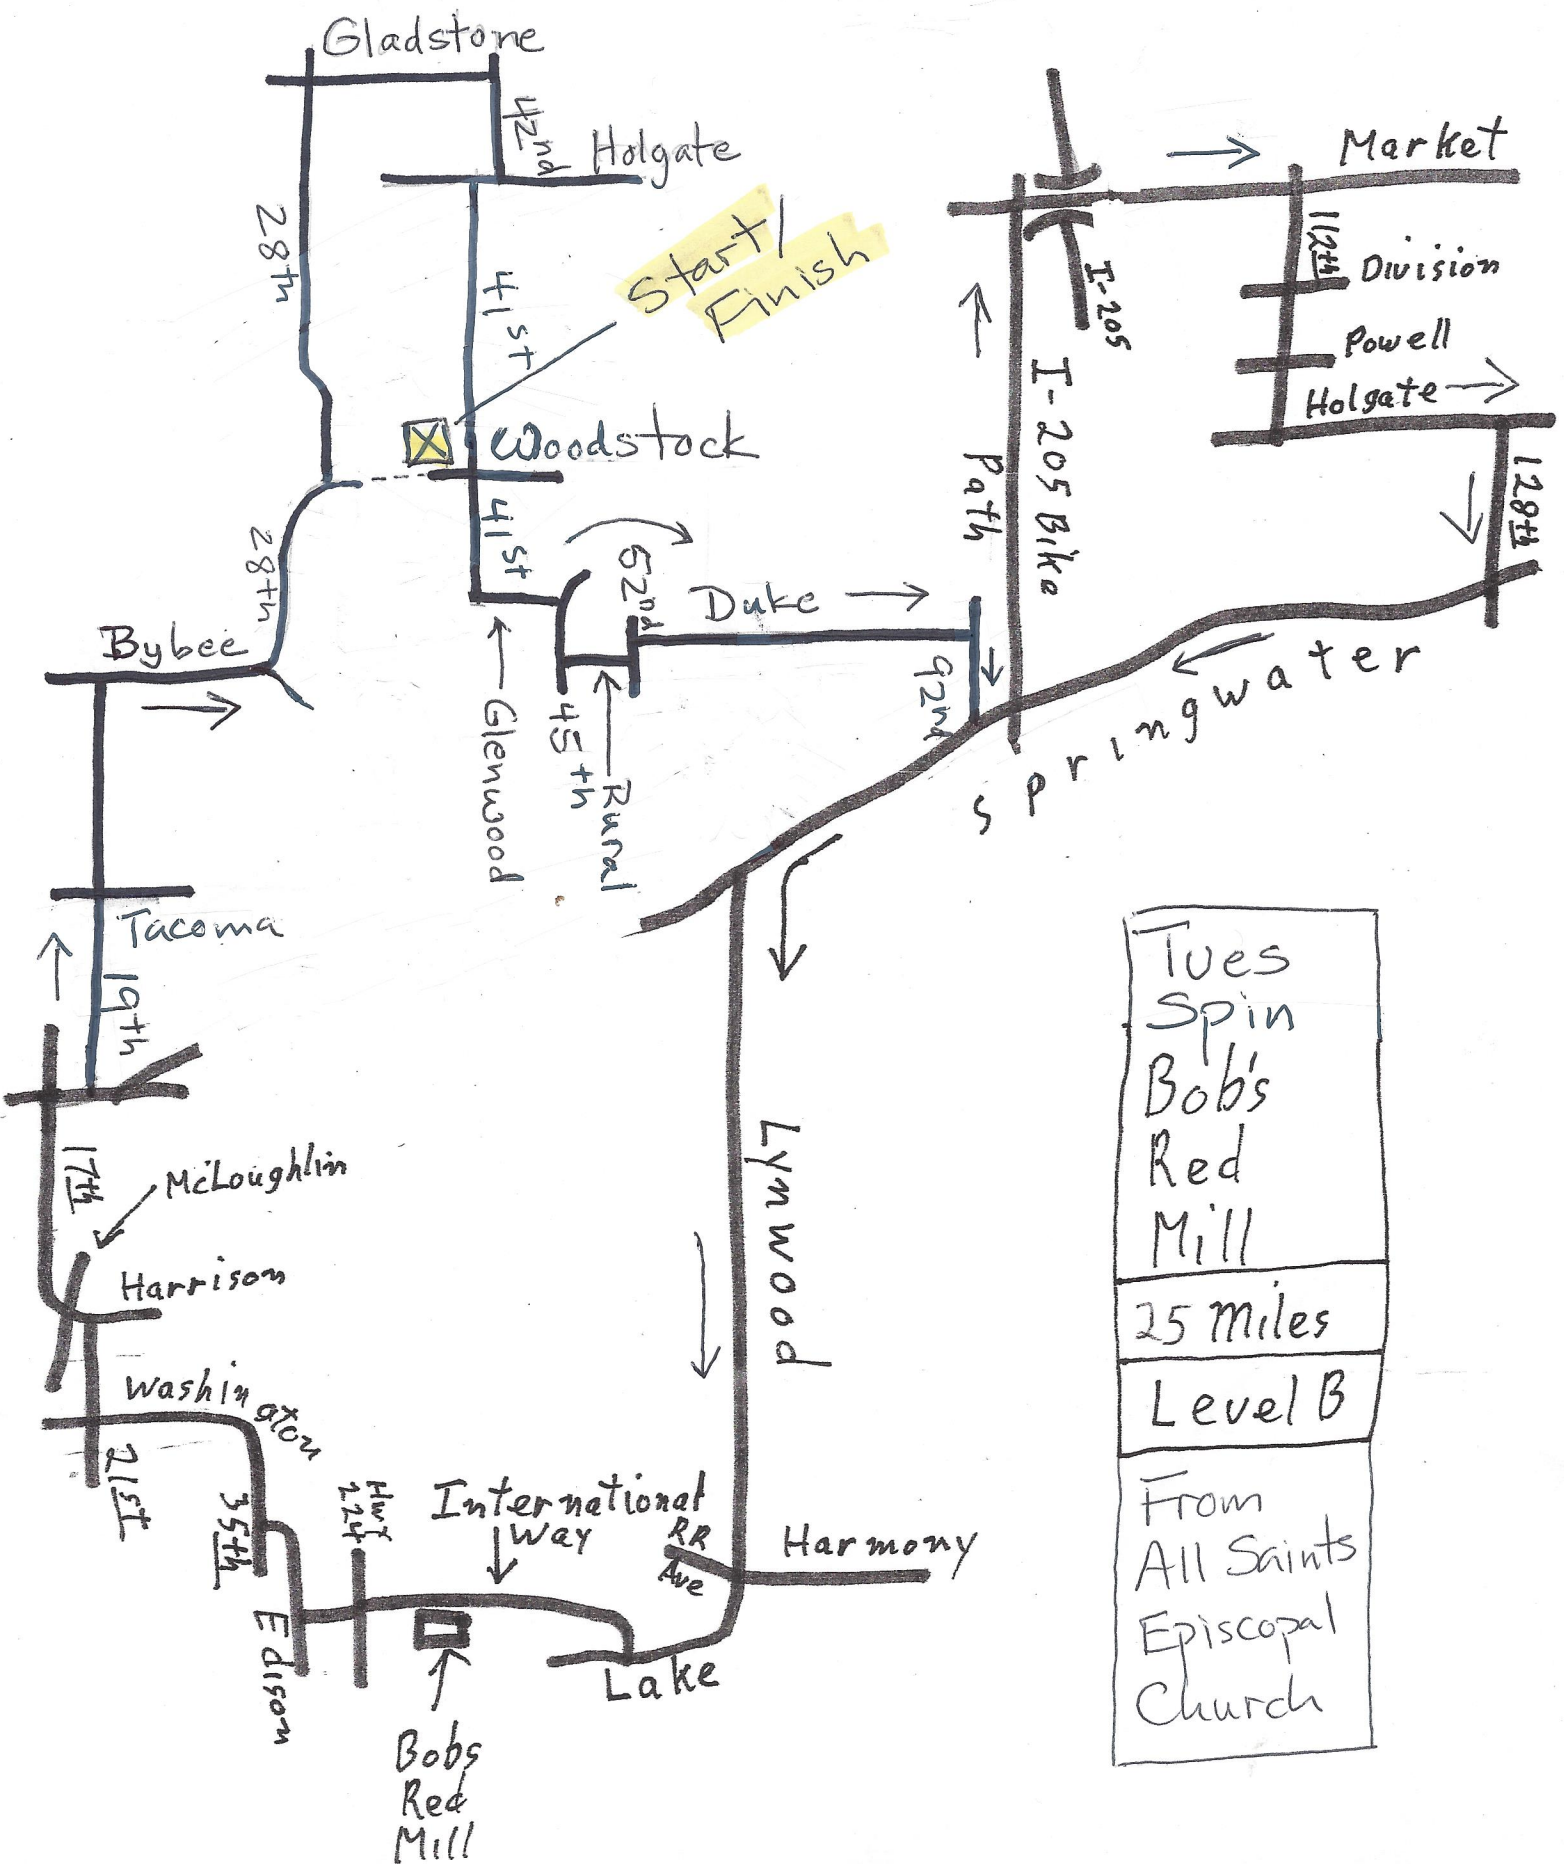 Gladstone
42nd
Holgate
28th
41st
Start/
Finish
Woodstock
41st
28th
Bybee
52nd
Duke
92nd
Glenwood
45th
Rural
Market
112th
Division
Powell
Holgate
I-205
I-205 Bike
Path
128th
Springwater
Tacoma
19th
17th
McLoughlin
Harrison
Washington
21st
35th
Edison
Hwy
224
International
Way
RR
Ave
Harmony
Lynwood
Lake
Bobs
Red
Mill
Tues
Spin
Bob's
Red
Mill
25 Miles
Level B
From
All Saints
Episcopal
Church